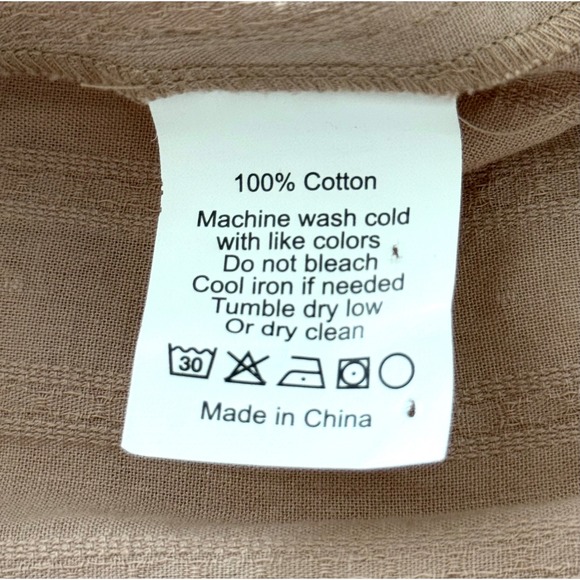 100% Cotton
Machine wash cold
with like colors
Do not bleach
Cool iron if needed
Tumble dry low
Or dry clean
30
Made in China